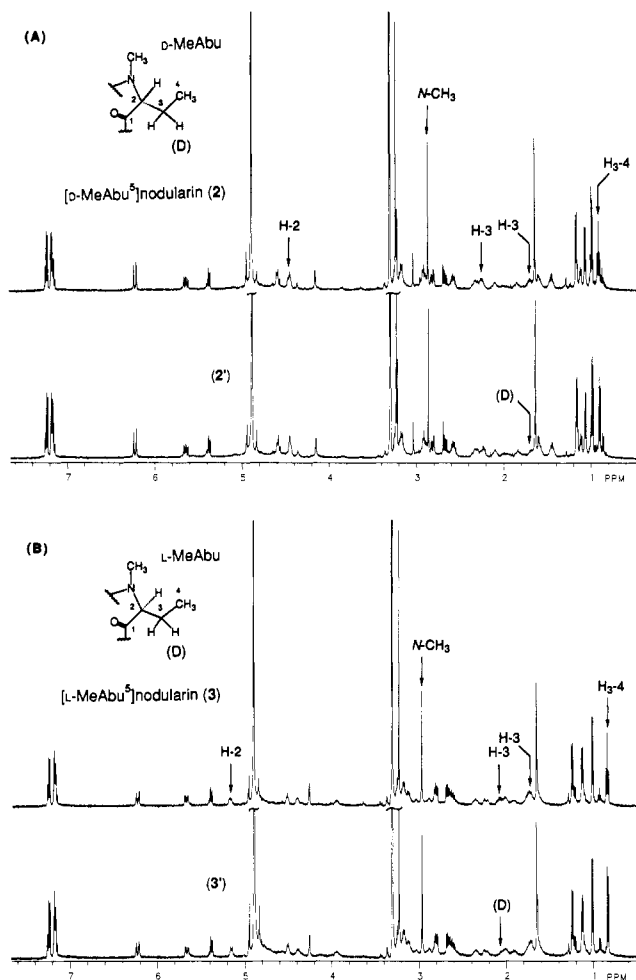 (A)
D-MeAbu
CH₃
N
H
4
CH₃
2
3
O
1
H
H
(D)
N-CH₃
H₃-4
[D-MeAbu⁵]nodularin (2)
H-2
H-3
H-3
(2')
(D)
7 6 5 4 3 2 1 PPM
(B)
L-MeAbu
CH₃
N
H
4
CH₃
2
3
O
1
H
H
(D)
N-CH₃
H₃-4
[L-MeAbu⁵]nodularin (3)
H-2
H-3
H-3
(3')
(D)
7 6 5 4 3 2 1 PPM